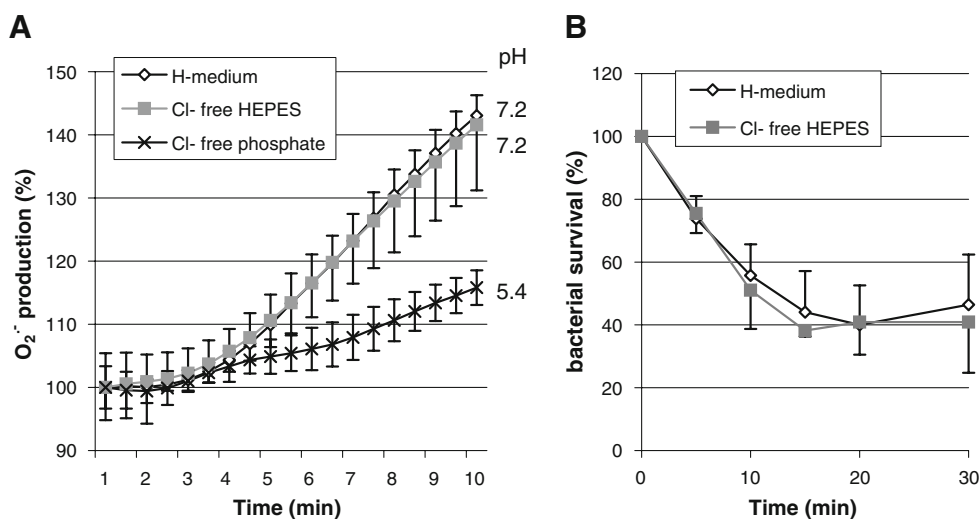 A
pH
150
140
130
120
110
100
90
H-medium
Cl- free HEPES
Cl- free phosphate
7.2
7.2
5.4
O₂·- production (%)
1 2 3 4 5 6 7 8 9 10
Time (min)
B
120
100
80
60
40
20
0
H-medium
Cl- free HEPES
bacterial survival (%)
0 10 20 30
Time (min)